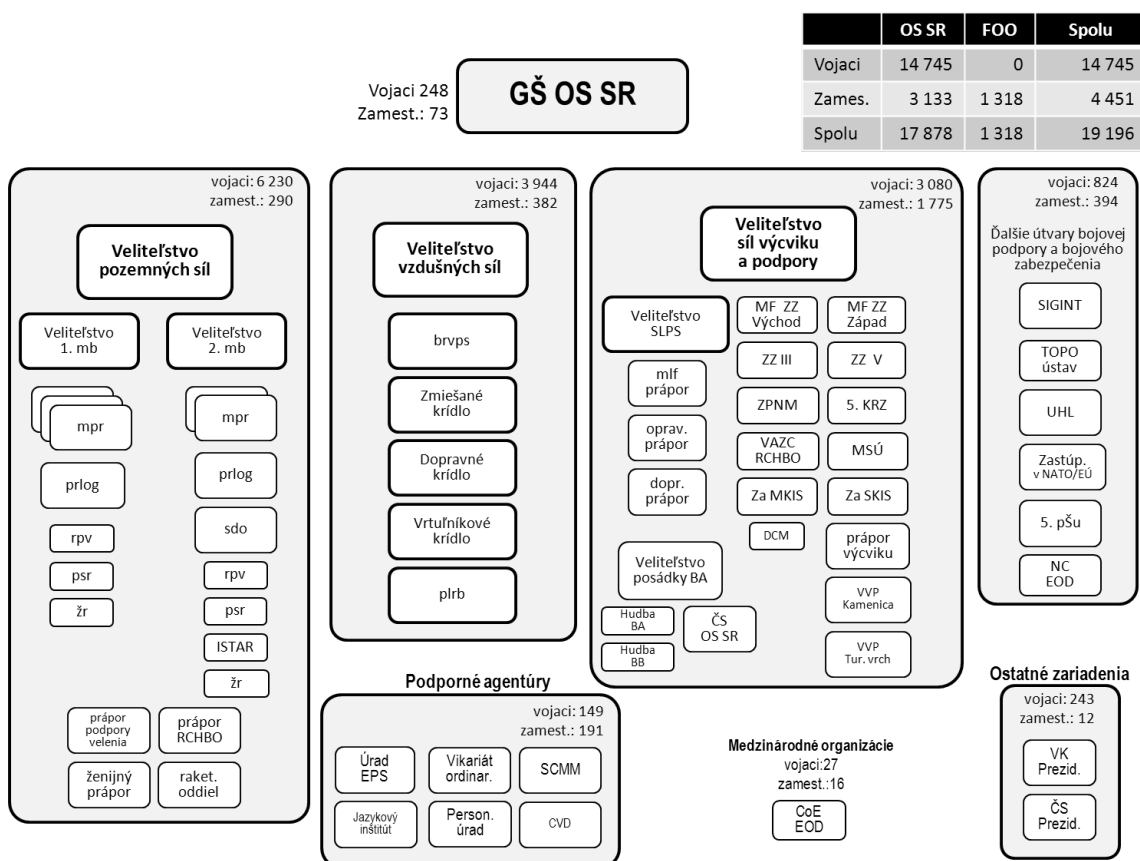 OS SR FOO Spolu
Vojaci 14 745 0 14 745
Zames. 3 133 1 318 4 451
Spolu 17 878 1 318 19 196
Vojaci 248
Zamest.: 73
GŠ OS SR
vojaci: 6 230
zamest.: 290
Veliteľstvo
pozemných síl
Veliteľstvo
1. mb
Veliteľstvo
2. mb
mpr
prlog
rpv
psr
žr
mpr
prlog
sdo
rpv
psr
ISTAR
žr
prápor
podpory
velenia
prápor
RCHBO
ženijný
prápor
raket.
oddiel
vojaci: 3 944
zamest.: 382
Veliteľstvo
vzdušných síl
brvps
Zmiešané
krídlo
Dopravné
krídlo
Vrtuľníkové
krídlo
plrb
vojaci: 3 080
zamest.: 1 775
Veliteľstvo
síl výcviku
a podpory
Veliteľstvo
SLPS
mlf
prápor
oprav.
prápor
dopr.
prápor
MF ZZ
Východ
MF ZZ
Západ
ZZ III
ZZ V
ZPNM
5. KRZ
VAZC
RCHBO
MSÚ
Za MKIS
Za SKIS
DCM
prápor
výcviku
Veliteľstvo
posádky BA
VVP
Kamenica
Hudba
BA
Hudba
BB
ČS
OS SR
VVP
Tur. vrch
vojaci: 824
zamest.: 394
Ďalšie útvary bojovej
podpory a bojového
zabezpečenia
SIGINT
TOPO
ústav
UHL
Zastúp.
v NATO/EÚ
5. pŠu
NC
EOD
Podporné agentúry
vojaci: 149
zamest.: 191
Úrad
EPS
Vikariát
ordinar.
SCMM
Jazykový
inštitút
Person.
úrad
CVD
Medzinárodné organizácie
vojaci:27
zamest.:16
CoE
EOD
Ostatné zariadenia
vojaci: 243
zamest.: 12
VK
Prezid.
ČS
Prezid.